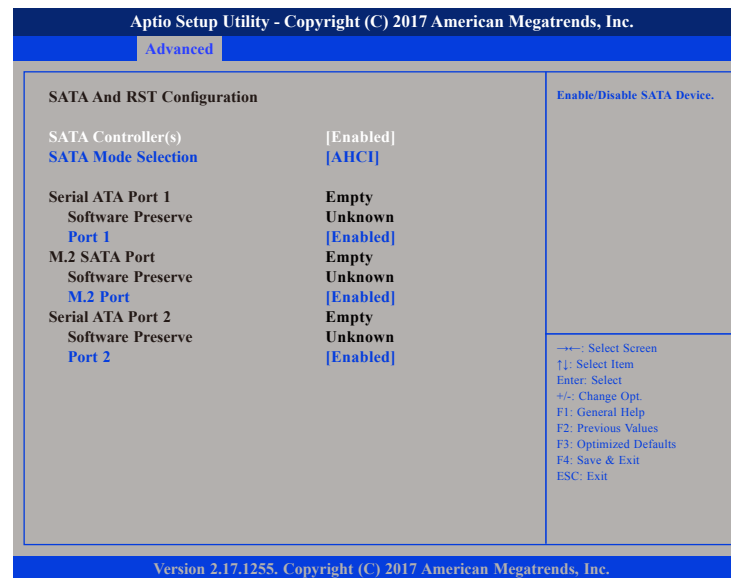 Aptio Setup Utility - Copyright (C) 2017 American Megatrends, Inc.
Advanced
SATA And RST Configuration
SATA Controller(s) [Enabled]
SATA Mode Selection [AHCI]
Serial ATA Port 1 Empty
Software Preserve Unknown
Port 1 [Enabled]
M.2 SATA Port Empty
Software Preserve Unknown
M.2 Port [Enabled]
Serial ATA Port 2 Empty
Software Preserve Unknown
Port 2 [Enabled]
Enable/Disable SATA Device.
→←: Select Screen
↑↓: Select Item
Enter: Select
+/-: Change Opt.
F1: General Help
F2: Previous Values
F3: Optimized Defaults
F4: Save & Exit
ESC: Exit
Version 2.17.1255. Copyright (C) 2017 American Megatrends, Inc.